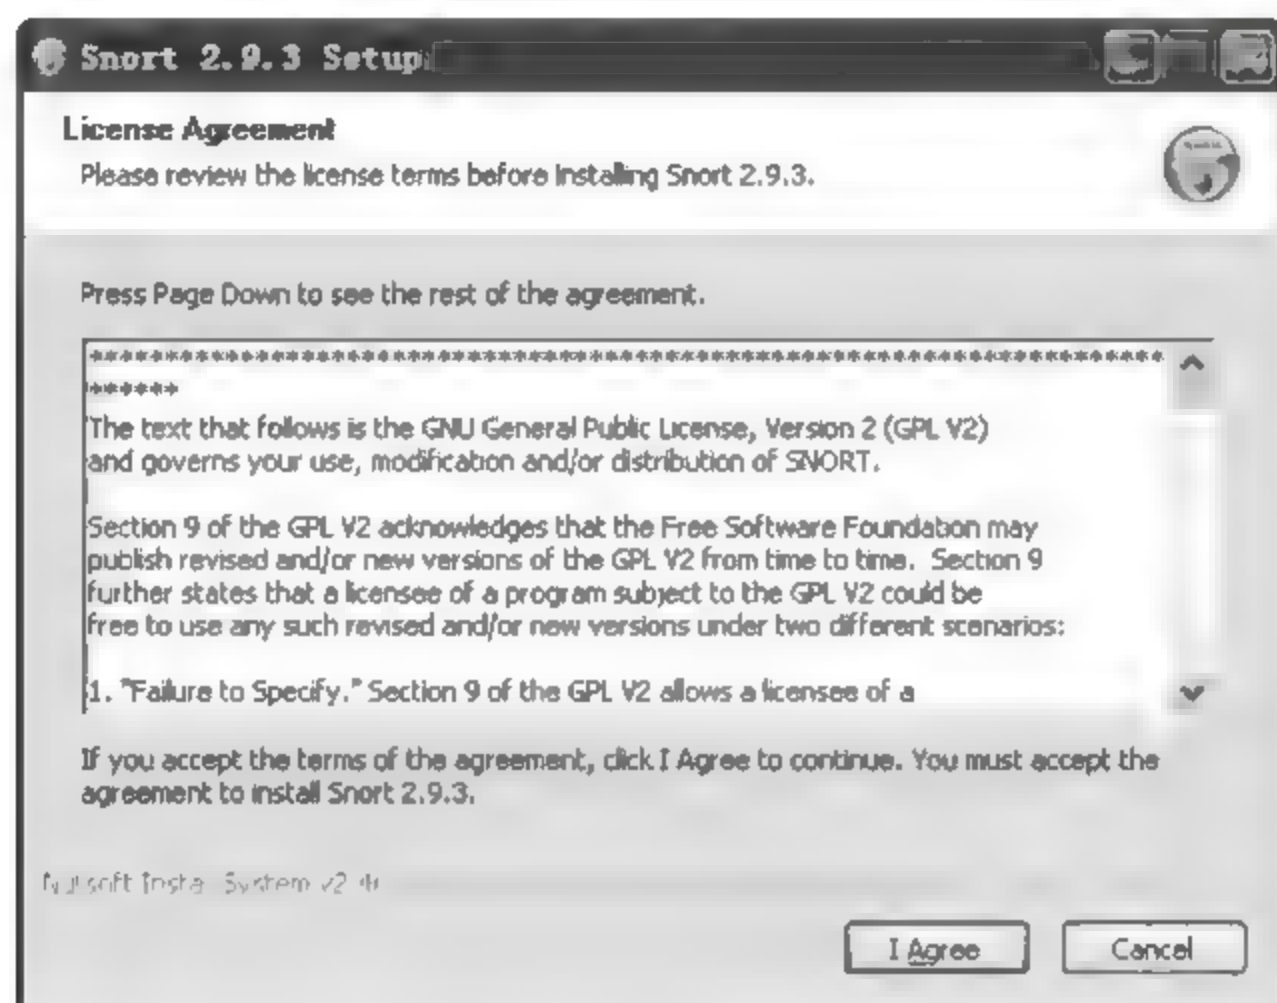 Snort 2.9.3 Setup
License Agreement
Please review the license terms before installing Snort 2.9.3.
Press Page Down to see the rest of the agreement.
************************************************************************
******
The text that follows is the GNU General Public License, Version 2 (GPL V2)
and governs your use, modification and/or distribution of SNORT.
Section 9 of the GPL V2 acknowledges that the Free Software Foundation may
publish revised and/or new versions of the GPL V2 from time to time. Section 9
further states that a licensee of a program subject to the GPL V2 could be
free to use any such revised and/or new versions under two different scenarios:
1. "Failure to Specify." Section 9 of the GPL V2 allows a licensee of a
If you accept the terms of the agreement, click I Agree to continue. You must accept the
agreement to install Snort 2.9.3.
Nullsoft Install System
I Agree
Cancel